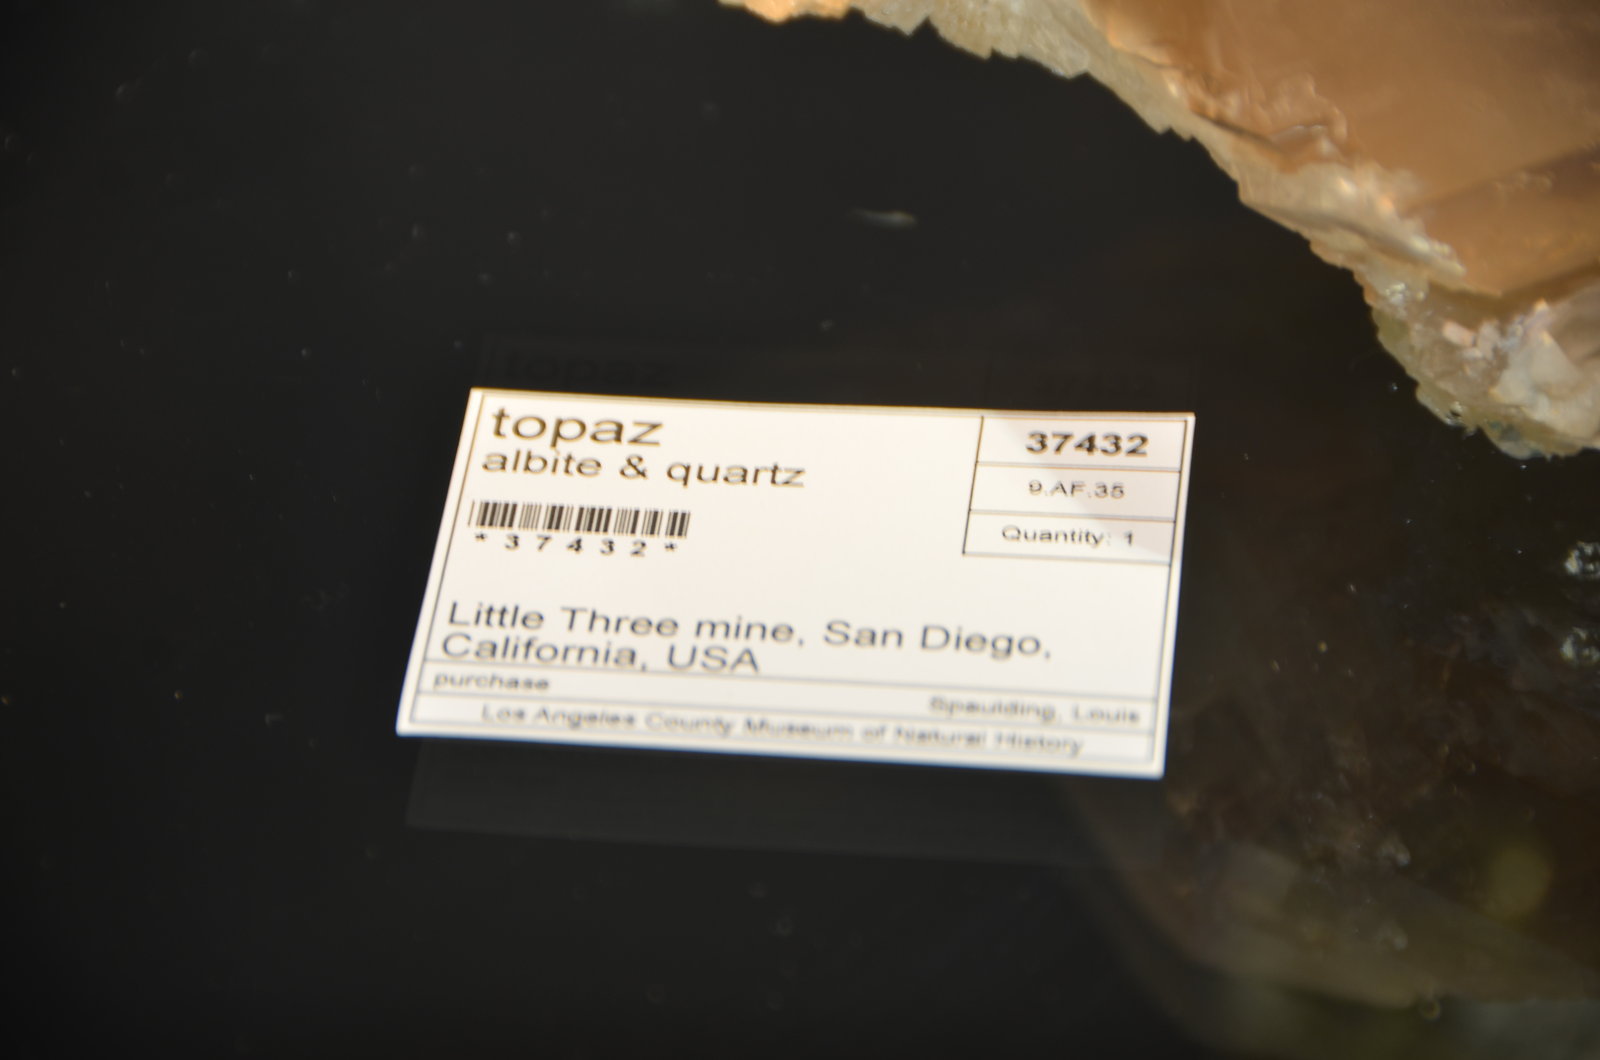 topaz
albite & quartz
*37432*
37432
9.AF.35
Quantity: 1
Little Three mine, San Diego,
California, USA
purchase
Spaulding, Louis
Los Angeles County Museum of Natural History